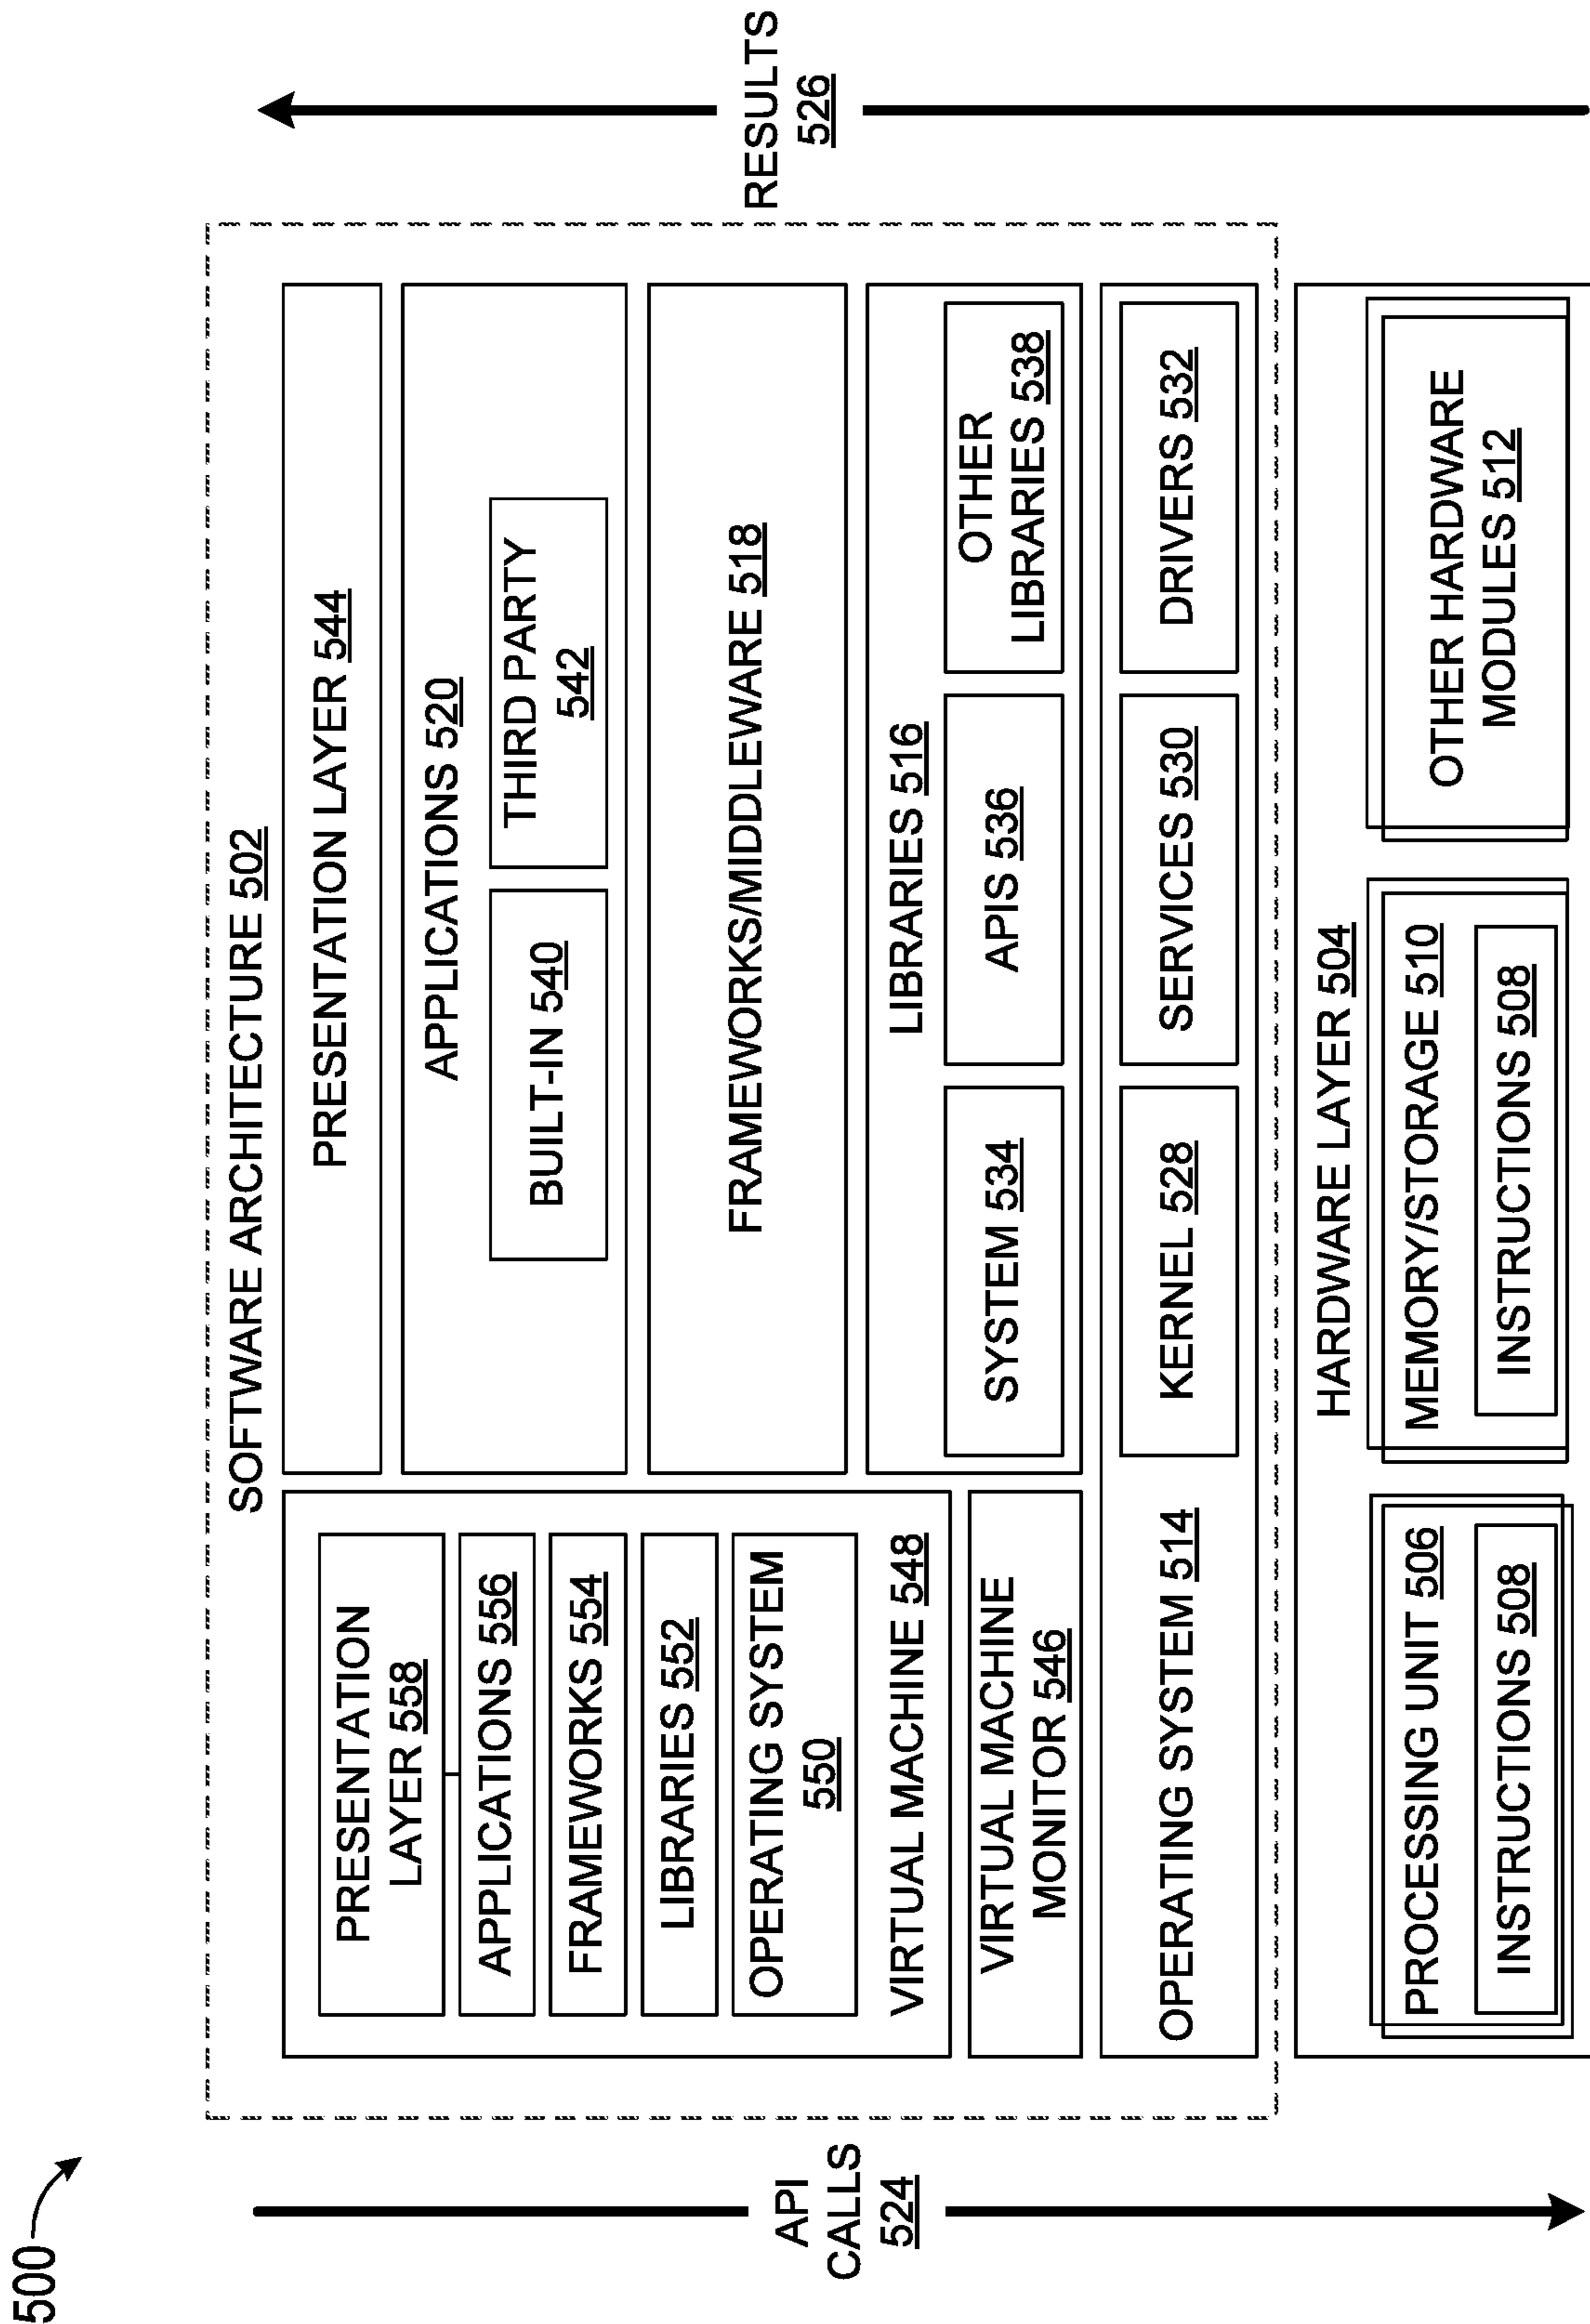 500
SOFTWARE ARCHITECTURE 502
PRESENTATION
LAYER 558
APPLICATIONS 556
FRAMEWORKS 554
LIBRARIES 552
OPERATING SYSTEM
550
VIRTUAL MACHINE 548
VIRTUAL MACHINE
MONITOR 546
PRESENTATION LAYER 544
APPLICATIONS 520
BUILT-IN 540
THIRD PARTY
542
FRAMEWORKS/MIDDLEWARE 518
LIBRARIES 516
SYSTEM 534
APIS 536
OTHER
LIBRARIES 538
OPERATING SYSTEM 514
KERNEL 528
SERVICES 530
DRIVERS 532
HARDWARE LAYER 504
PROCESSING UNIT 506
INSTRUCTIONS 508
MEMORY/STORAGE 510
INSTRUCTIONS 508
OTHER HARDWARE
MODULES 512
API
CALLS
524
RESULTS
526